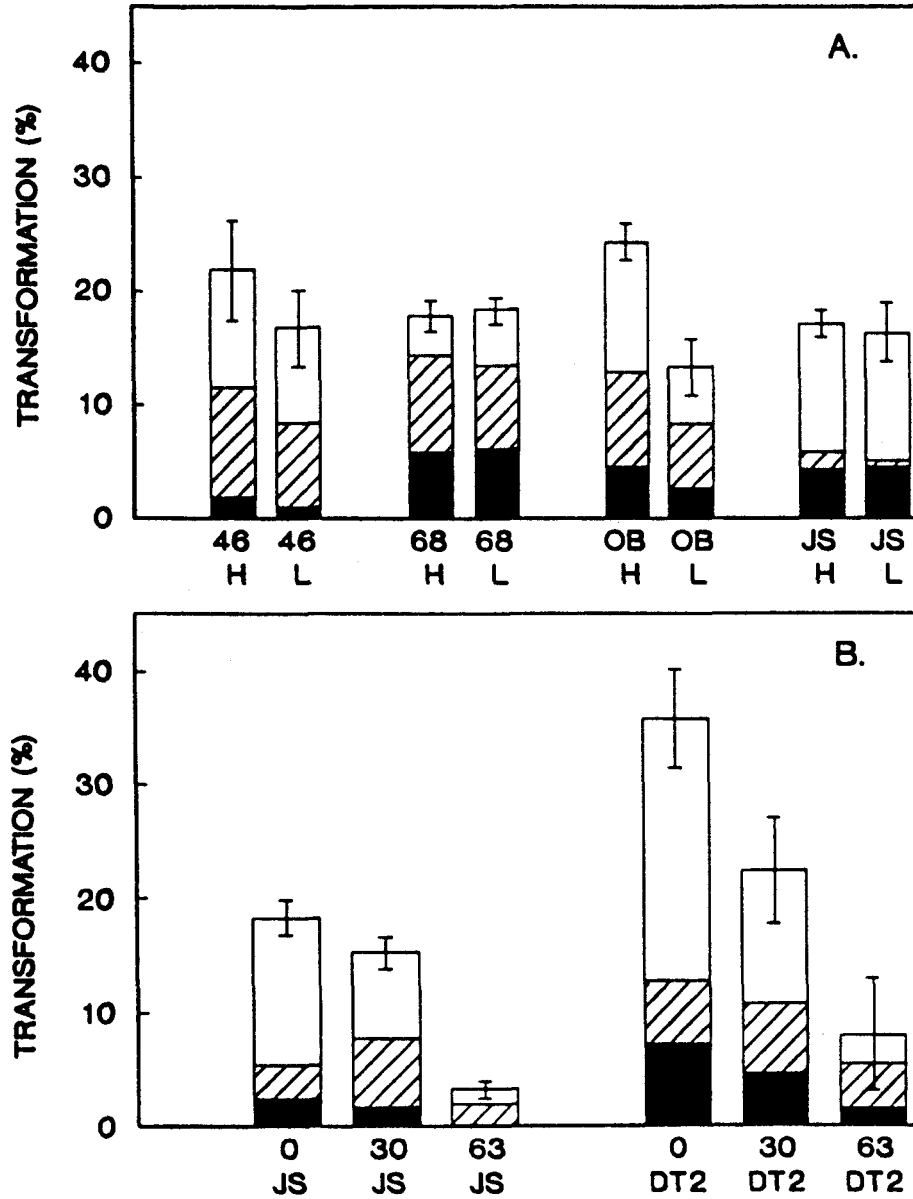 A.
TRANSFORMATION (%)
40
30
20
10
0
46 46 68 68 OB OB JS JS
H L H L H L H L
B.
TRANSFORMATION (%)
40
30
20
10
0
0 30 63 0 30 63
JS JS JS DT2 DT2 DT2